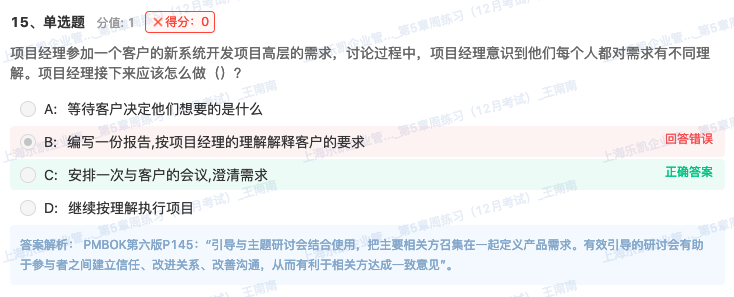 15、单选题 分值: 1 ×得分：0
项目经理参加一个客户的新系统开发项目高层的需求，讨论过程中，项目经理意识到他们每个人都对需求有不同理
解。项目经理接下来应该怎么做（）？
A: 等待客户决定他们想要的是什么
B: 编写一份报告,按项目经理的理解解释客户的要求 回答错误
C: 安排一次与客户的会议,澄清需求 正确答案
D: 继续按理解执行项目
答案解析： PMBOK第六版P145：“引导与主题研讨会结合使用，把主要相关方召集在一起定义产品需求。有效引导的研讨会有助
于参与者之间建立信任、改进关系、改善沟通，从而有利于相关方达成一致意见”。
上海乐凯企业管..._第5章周练习（12月考试）_王南南